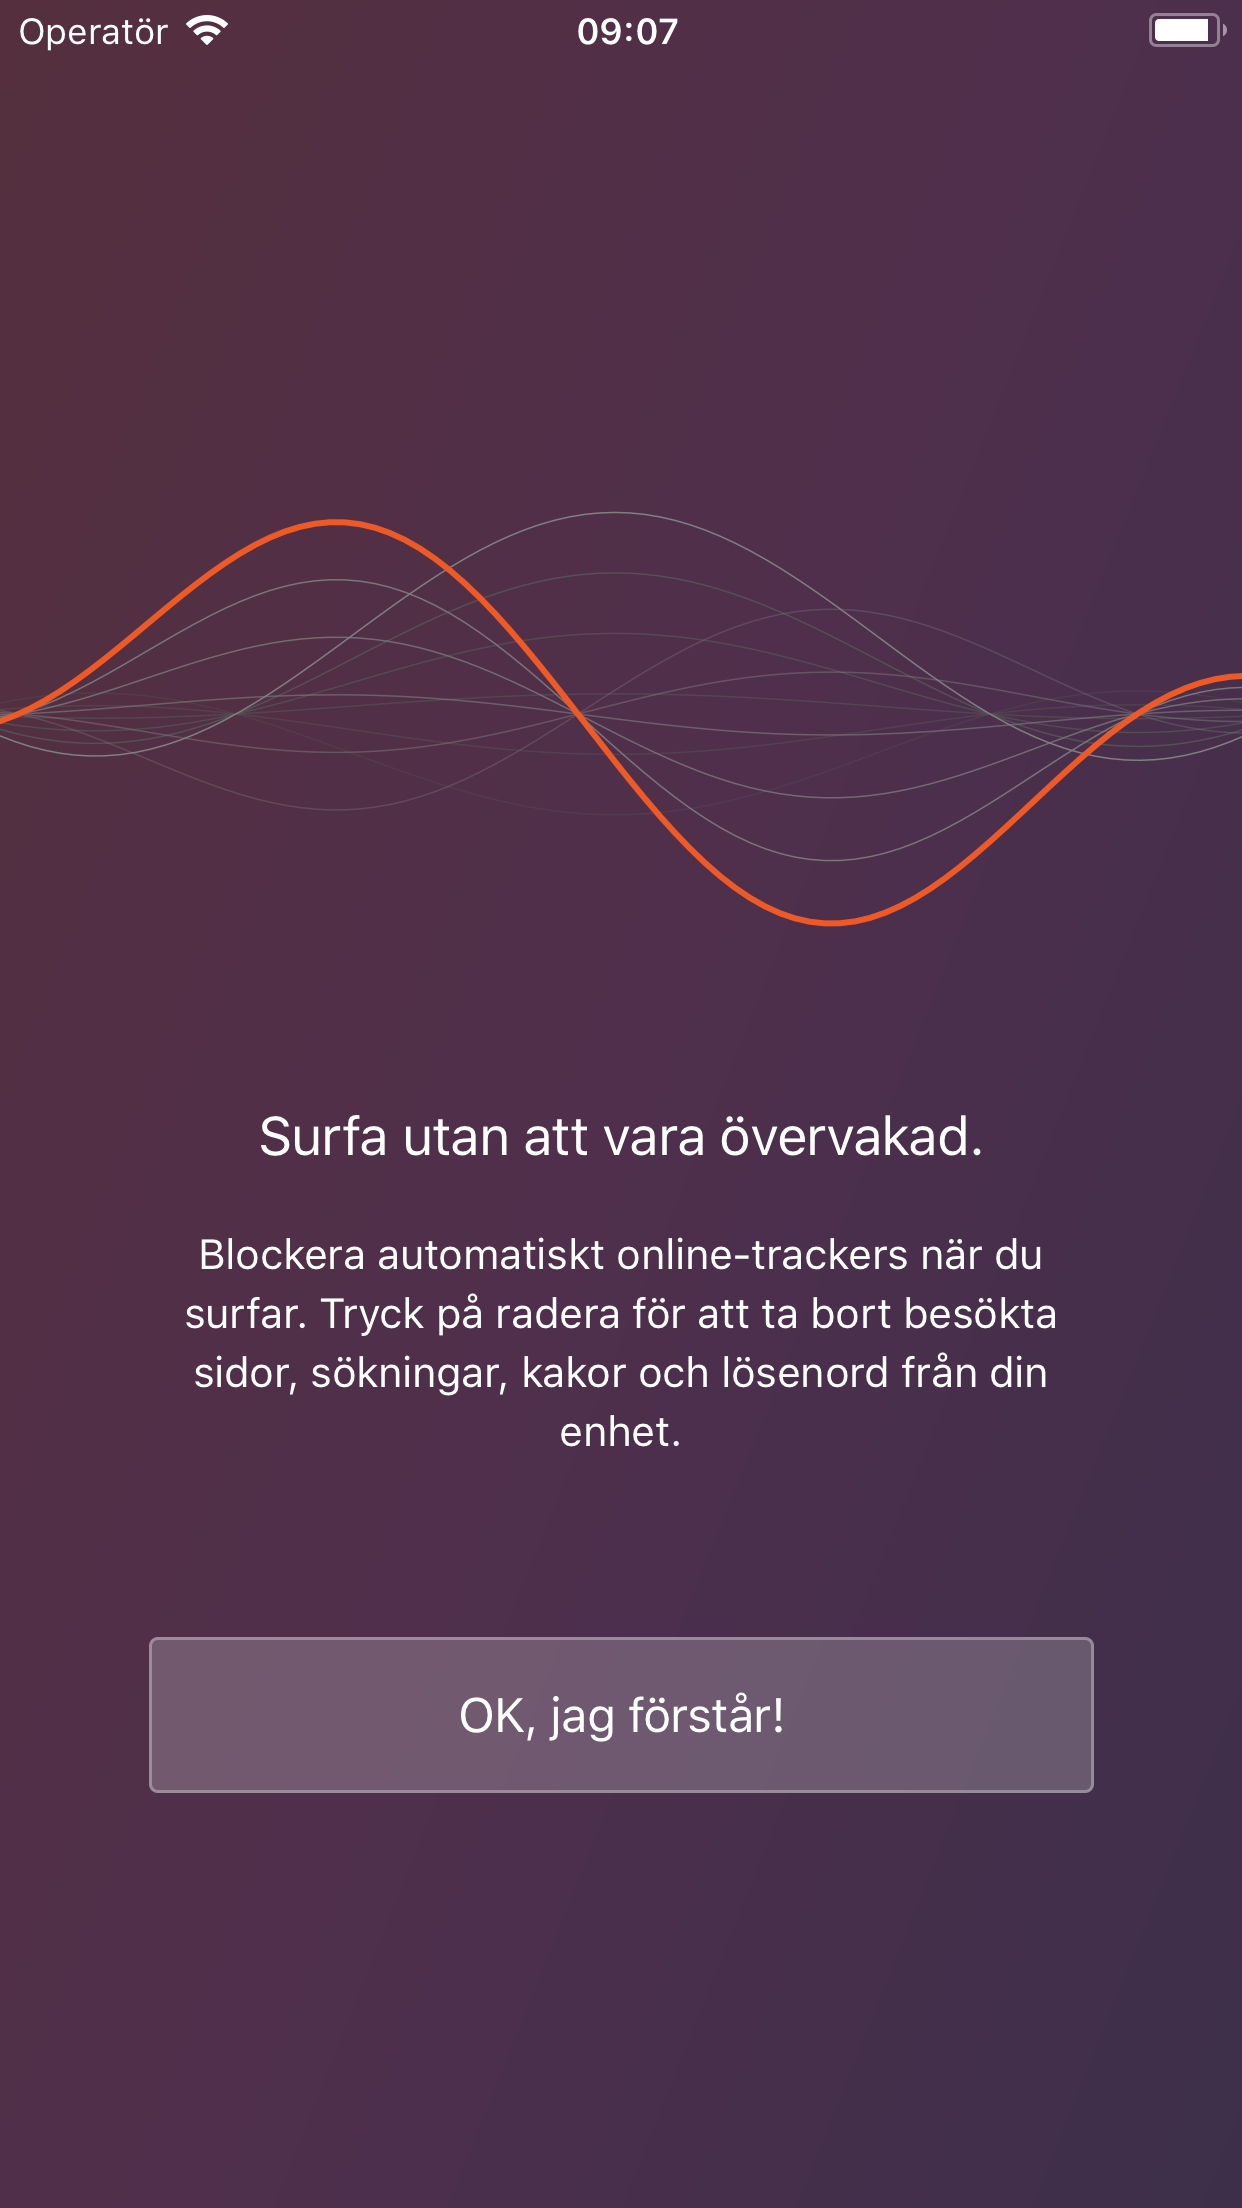 Operatör 09:07
Surfa utan att vara övervakad.
Blockera automatiskt online-trackers när du
surfar. Tryck på radera för att ta bort besökta
sidor, sökningar, kakor och lösenord från din
enhet.
OK, jag förstår!